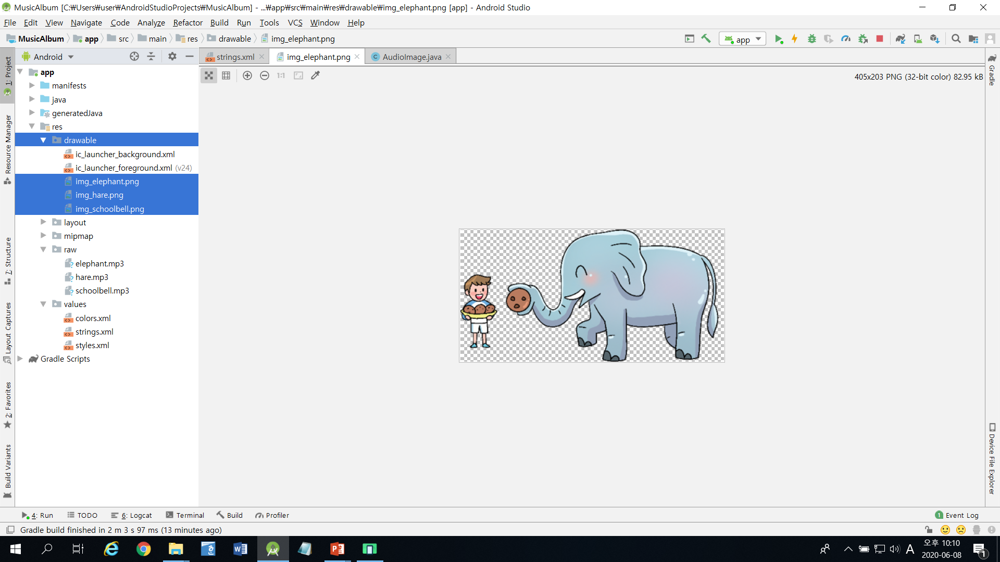 MusicAlbum [C:₩Users₩user₩AndroidStudioProjects₩MusicAlbum] - ...₩app₩src₩main₩res₩drawable₩img_elephant.png [app] - Android Studio
File Edit View Navigate Code Analyze Refactor Build Run Tools VCS Window Help
MusicAlbum app src main res drawable img_elephant.png
app
Android
strings.xml
img_elephant.png
AudioImage.java
1:1
405x203 PNG (32-bit color) 82.95 kB
app
manifests
java
generatedJava
res
drawable
ic_launcher_background.xml
ic_launcher_foreground.xml (v24)
img_elephant.png
img_hare.png
img_schoolbell.png
layout
mipmap
raw
elephant.mp3
hare.mp3
schoolbell.mp3
values
colors.xml
strings.xml
styles.xml
Gradle Scripts
1: Project
Resource Manager
7: Structure
Layout Captures
2: Favorites
Build Variants
Gradle
Device File Explorer
4: Run TODO 6: Logcat Terminal Build Profiler
1 Event Log
Gradle build finished in 2 m 3 s 97 ms (13 minutes ago)
A
오후 10:10
2020-06-08
1